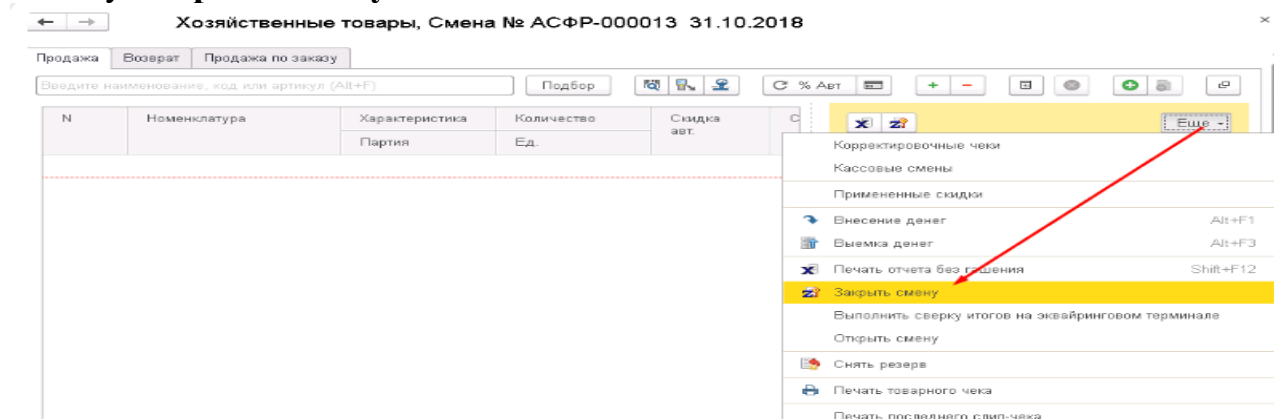 Хозяйственные товары, Смена № АСФР-000013 31.10.2018
Продажа Возврат Продажа по заказу
Введите наименование, код или артикул (Alt+F) Подбор % Авт
N Номенклатура Характеристика Количество Скидка авт. С
Партия Ед.
Еще
Корректировочные чеки
Кассовые смены
Примененные скидки
Внесение денег Alt+F1
Выемка денег Alt+F3
Печать отчета без гашения Shift+F12
Закрыть смену
Выполнить сверку итогов на эквайринговом терминале
Открыть смену
Снять резерв
Печать товарного чека
Печать последнего слип-чека